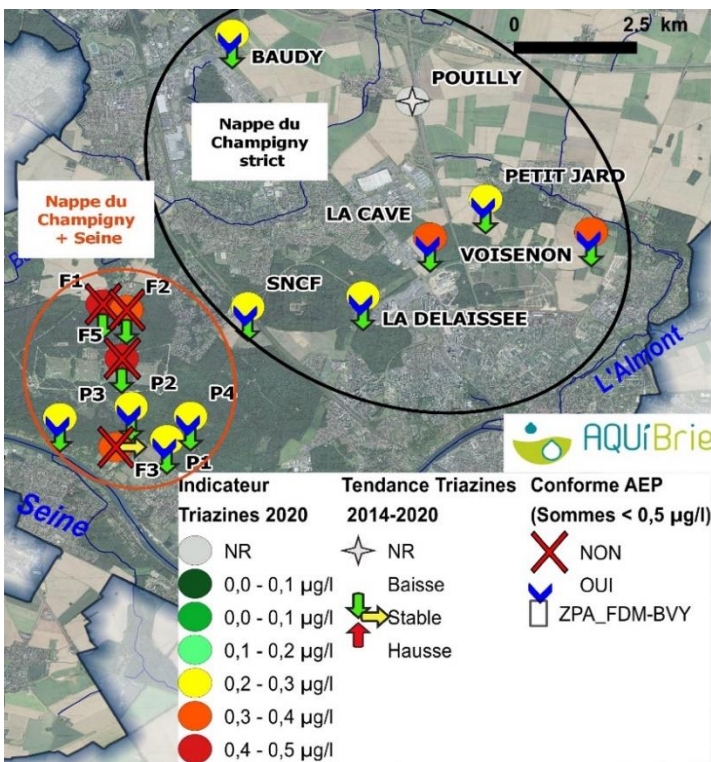 0 2.5 km
BAUDY
POUILLY
Nappe du
Champigny
strict
PETIT JARD
Nappe du
Champigny
+ Seine
LA CAVE
VOISENON
F1
F2
SNCF
LA DELAISSEE
F5
L'Almont
P3
P2
P4
F3
P1
AQUiBrie
Seine
Indicateur
Triazines 2020
NR
0,0 - 0,1 µg/l
0,0 - 0,1 µg/l
0,1 - 0,2 µg/l
0,2 - 0,3 µg/l
0,3 - 0,4 µg/l
0,4 - 0,5 µg/l
Tendance Triazines
2014-2020
NR
Baisse
Stable
Hausse
Conforme AEP
(Sommes < 0,5 µg/l)
NON
OUI
ZPA_FDM-BVY